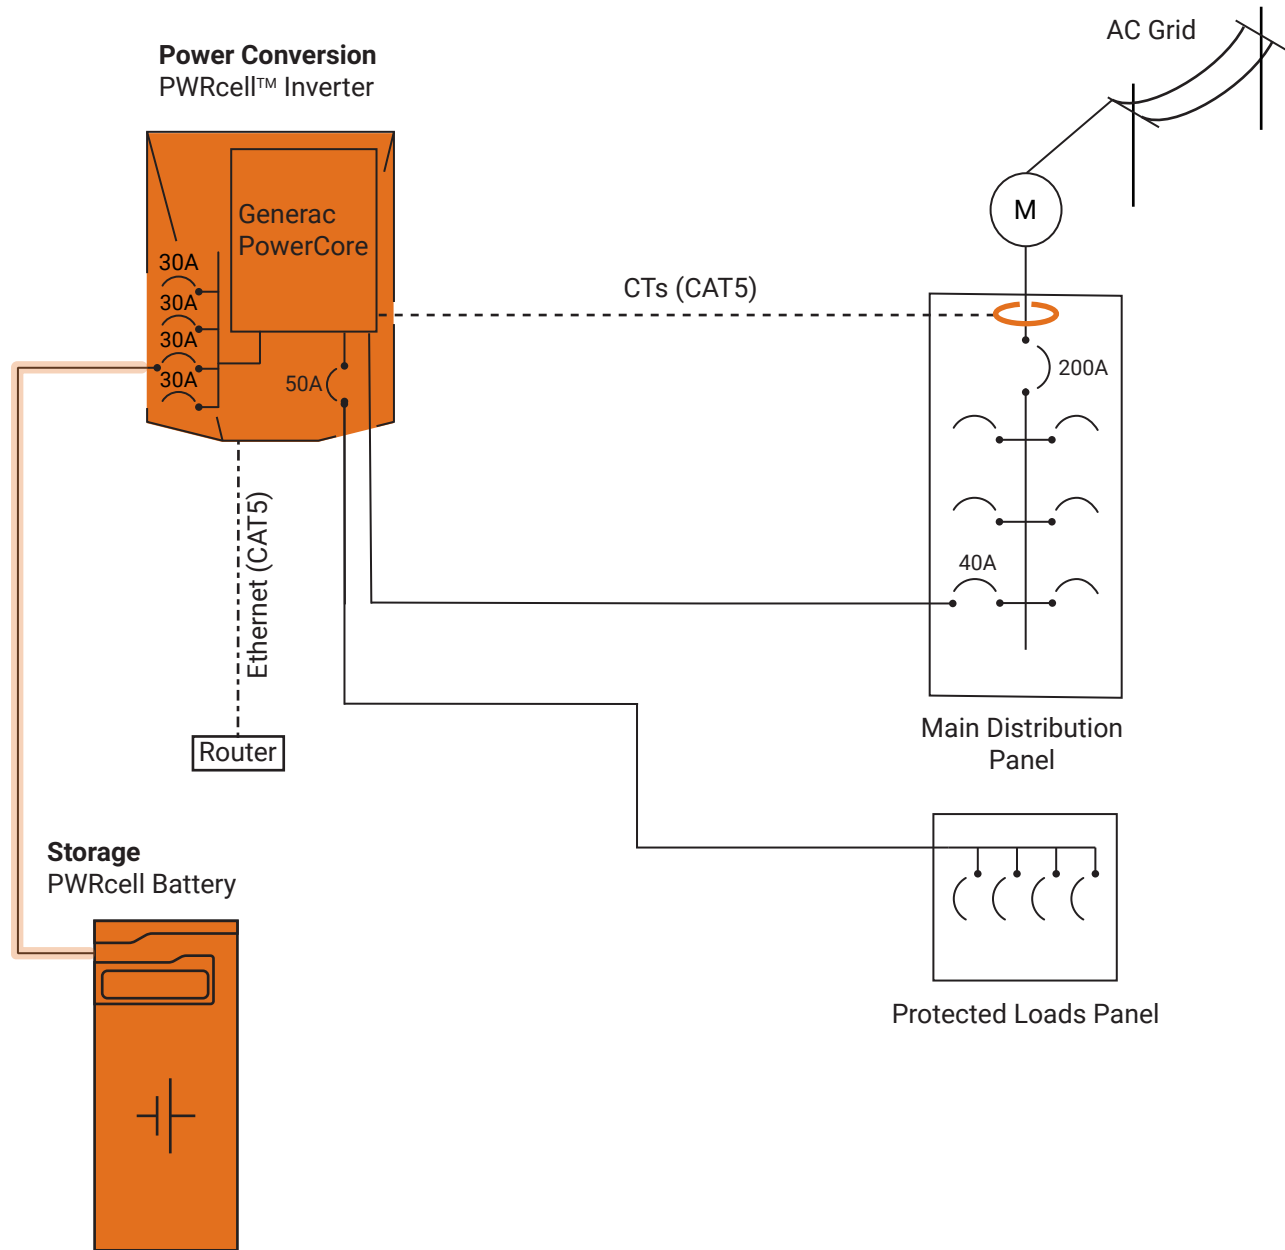 AC Grid
Power Conversion
PWRcell™ Inverter
M
Generac
PowerCore
30A
30A
30A
30A
50A
CTs (CAT5)
200A
40A
Ethernet (CAT5)
Router
Main Distribution
Panel
Storage
PWRcell Battery
Protected Loads Panel